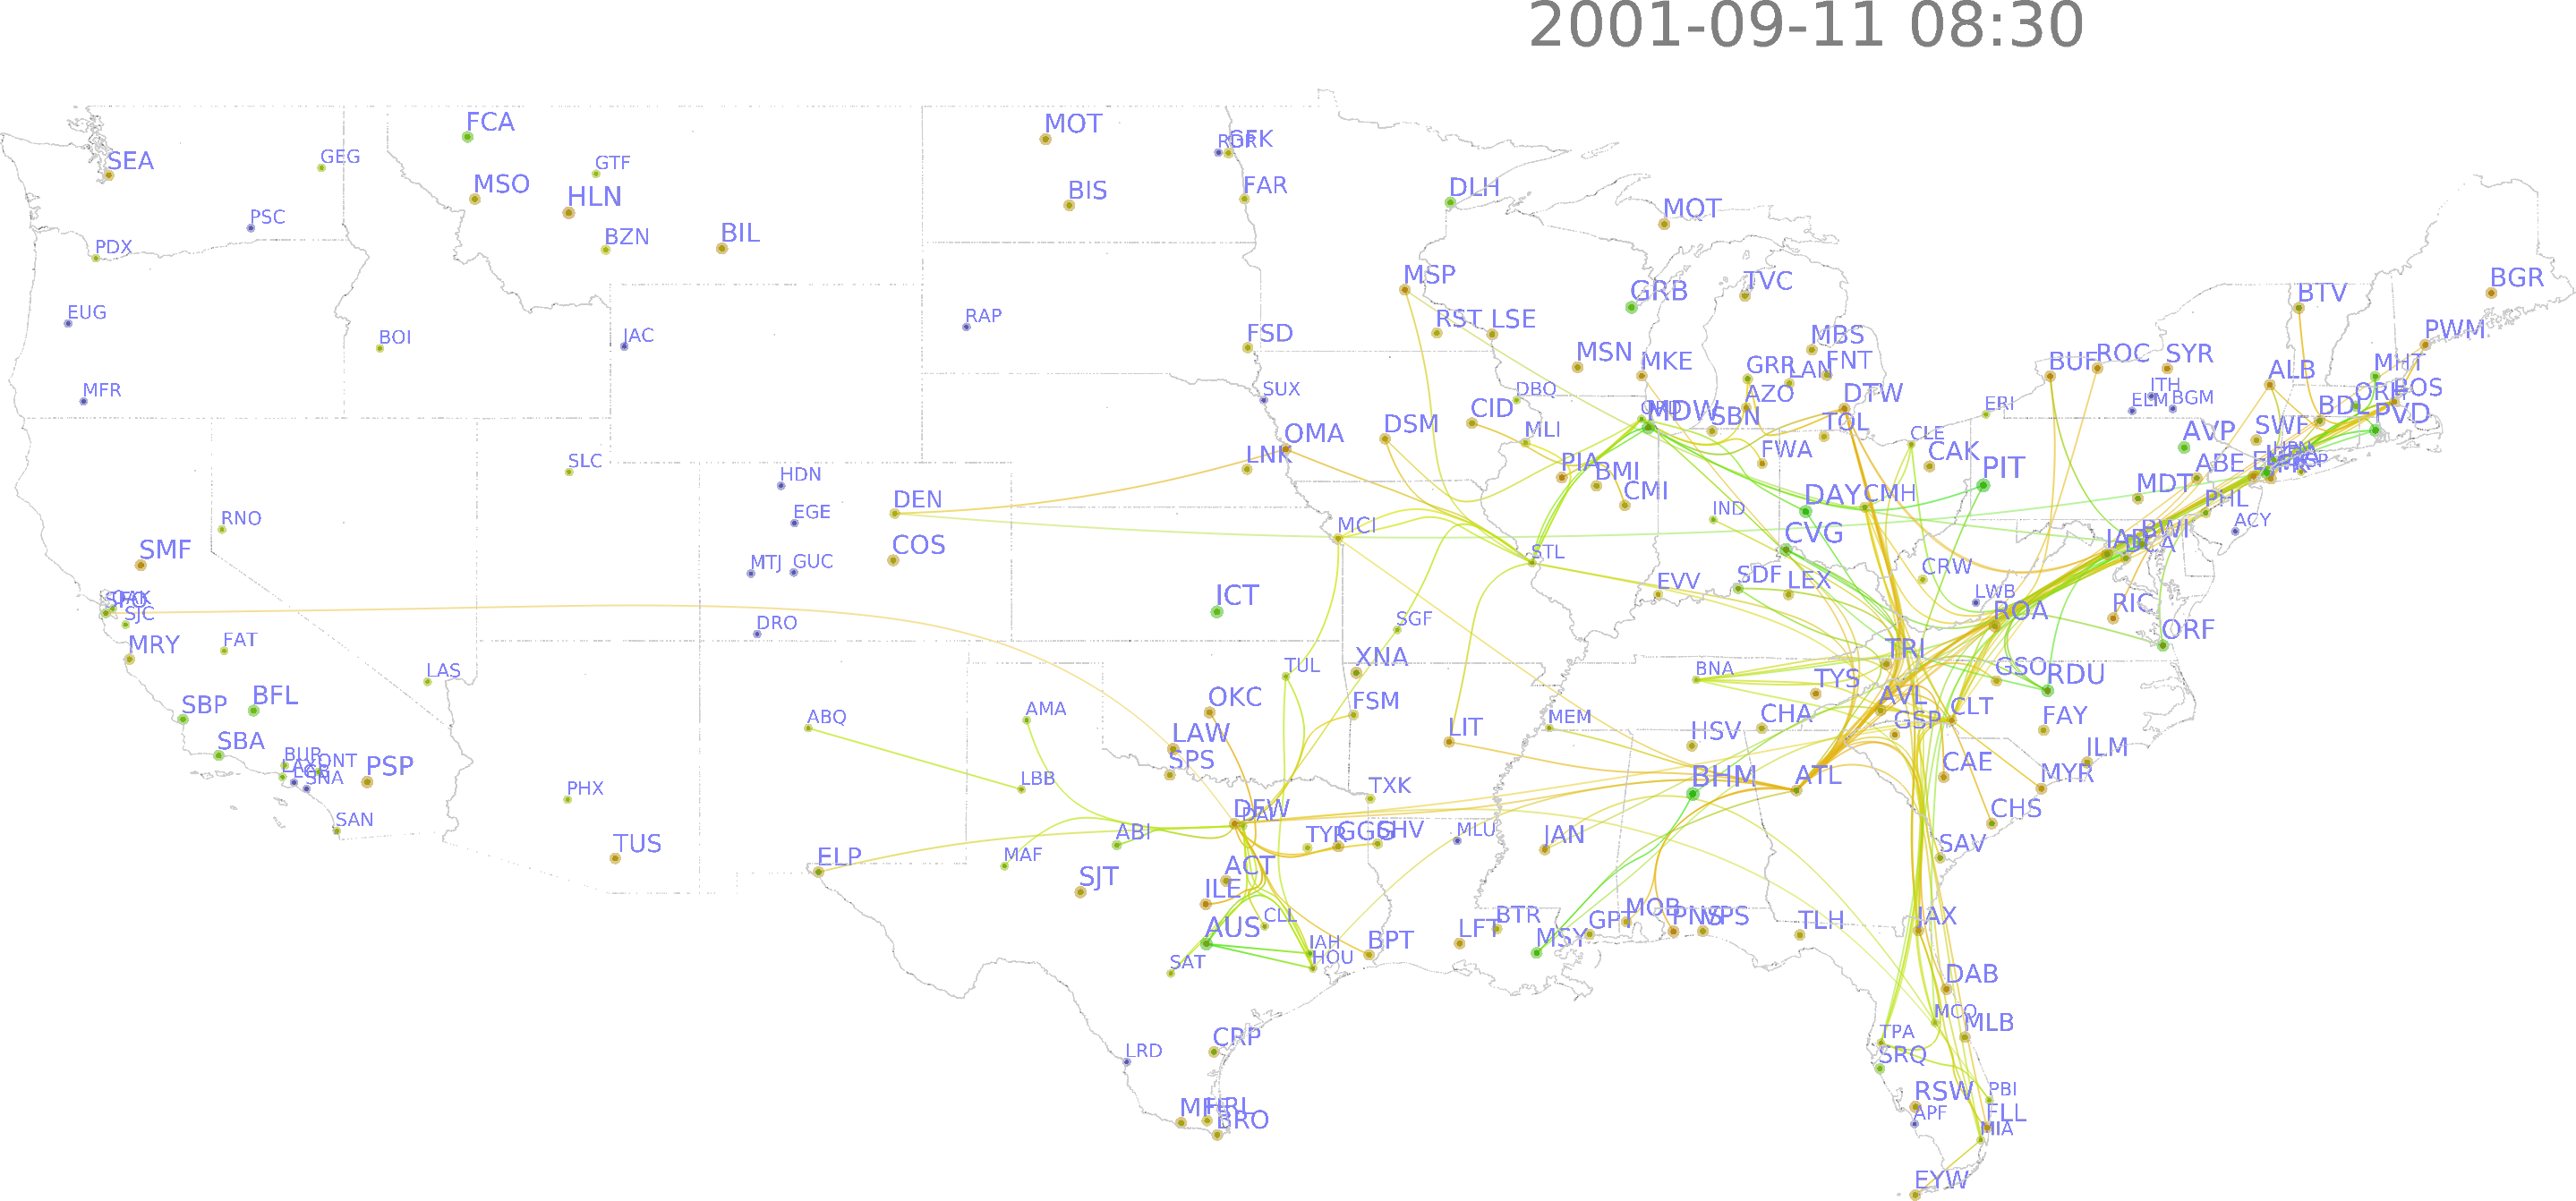 2001-09-11 08:30
FCA
MOT
GFK
SEA
GEG
GTF
MSO
HLN
BIS
FAR
DLH
MQT
PSC
BZN
BIL
PDX
MSP
TVC
GRB
BGR
BTV
EUG
BOI
JAC
RAP
FSD
RST
LSE
MBS
PWM
MSN
MKE
GRR
LAN
FNT
BUF
ROC
SYR
ALB
MHT
MFR
SUX
DBQ
AZO
DTW
ITH
ELM
BGM
BOS
CID
MDW
SBN
TOL
ERI
BDL
PVD
OMA
DSM
MLI
CLE
AVP
SWF
SLC
LNK
PIA
BMI
FWA
CAK
PIT
ABE
HDN
CMI
DAY
CMH
MDT
PHL
DEN
EGE
RNO
MCI
IND
CVG
BWI
ACY
SMF
COS
STL
IAD
DCA
MTJ
GUC
EVV
SDF
LEX
CRW
LWB
ICT
OAK
SJC
SGF
ROA
RIC
DRO
MRY
FAT
ORF
TRI
LAS
TUL
XNA
BNA
TYS
GSO
RDU
SBP
BFL
OKC
FSM
AVL
CLT
ABQ
AMA
LIT
MEM
CHA
GSP
FAY
SBA
LAW
HSV
ILM
BUR
ONT
SNA
PSP
SPS
CAE
MYR
PHX
LBB
TXK
BHM
ATL
SAN
DFW
DAL
CHS
TUS
ABI
TYR
GGG
SHV
MLU
JAN
SAV
ELP
MAF
SJT
ACT
ILE
AUS
CLL
LFT
BTR
GPT
MOB
PNS
VPS
TLH
JAX
IAH
HOU
BPT
MSY
SAT
DAB
MCO
MLB
TPA
SRQ
CRP
LRD
RSW
PBI
MFE
HRL
BRO
APF
FLL
MIA
EYW